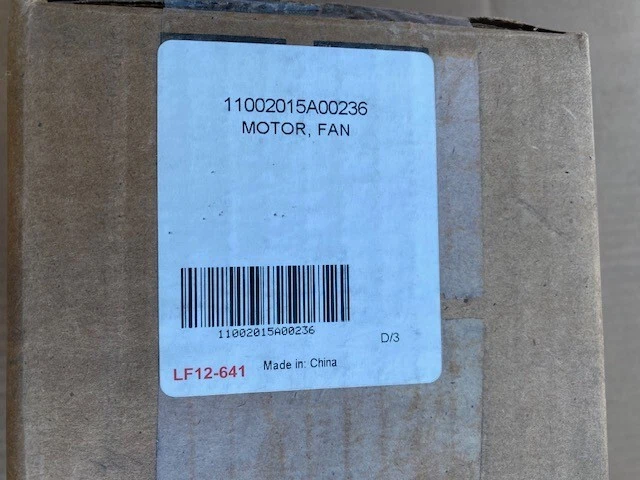 11002015A00236
MOTOR, FAN
11002015A00236
D/3
LF12-641 Made in: China